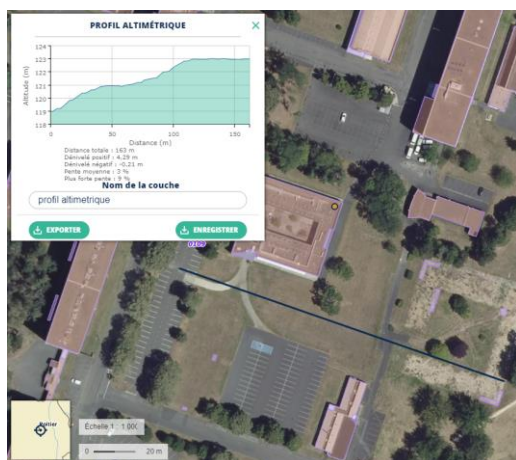 PROFIL ALTIMÉTRIQUE
Altitude (m)
124
123
122
121
120
119
118
0
50
100
150
Distance (m)
Distance totale : 163 m
Dénivelé positif : 4.29 m
Dénivelé négatif : -0.21 m
Pente moyenne : 3 %
Plus forte pente : 9 %
Nom de la couche
profil altimetrique
EXPORTER
ENREGISTRER
0109
Échelle 1 : 1 000
0
20 m